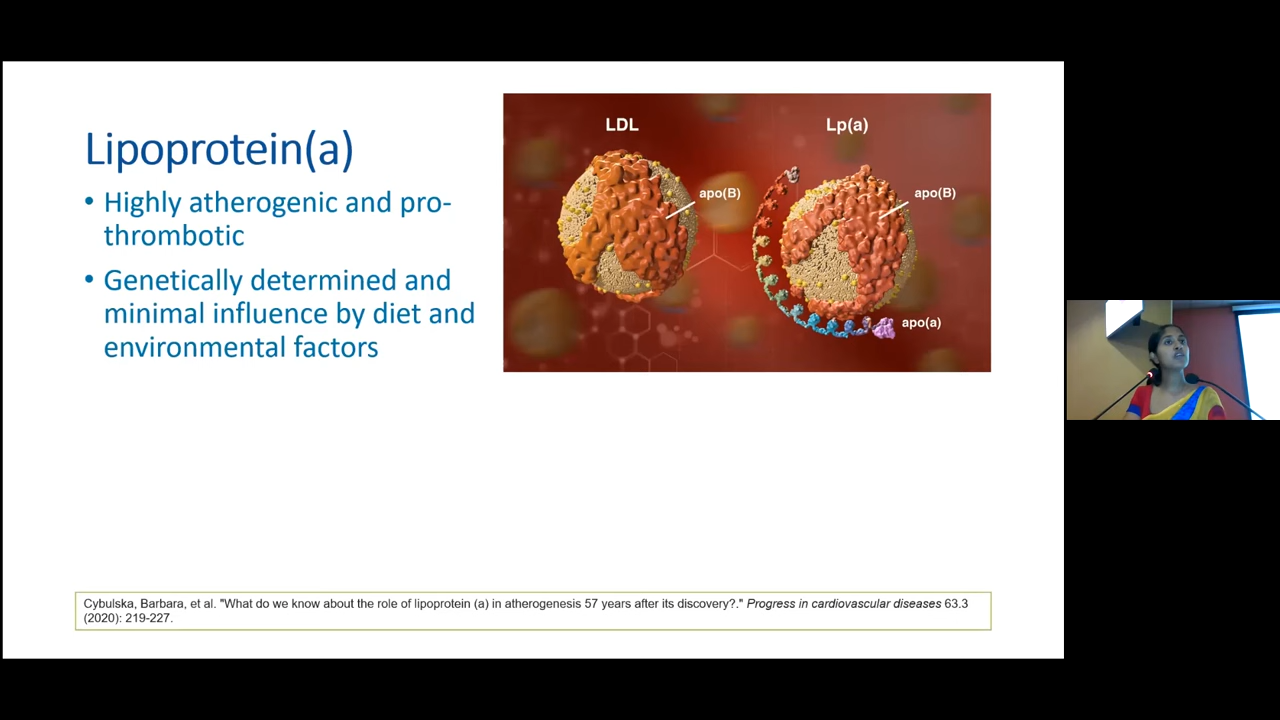 Lipoprotein(a)
• Highly atherogenic and pro-
thrombotic
• Genetically determined and
minimal influence by diet and
environmental factors
LDL
apo(B)
Lp(a)
apo(B)
apo(a)
Cybulska, Barbara, et al. "What do we know about the role of lipoprotein (a) in atherogenesis 57 years after its discovery?." Progress in cardiovascular diseases 63.3
(2020): 219-227.